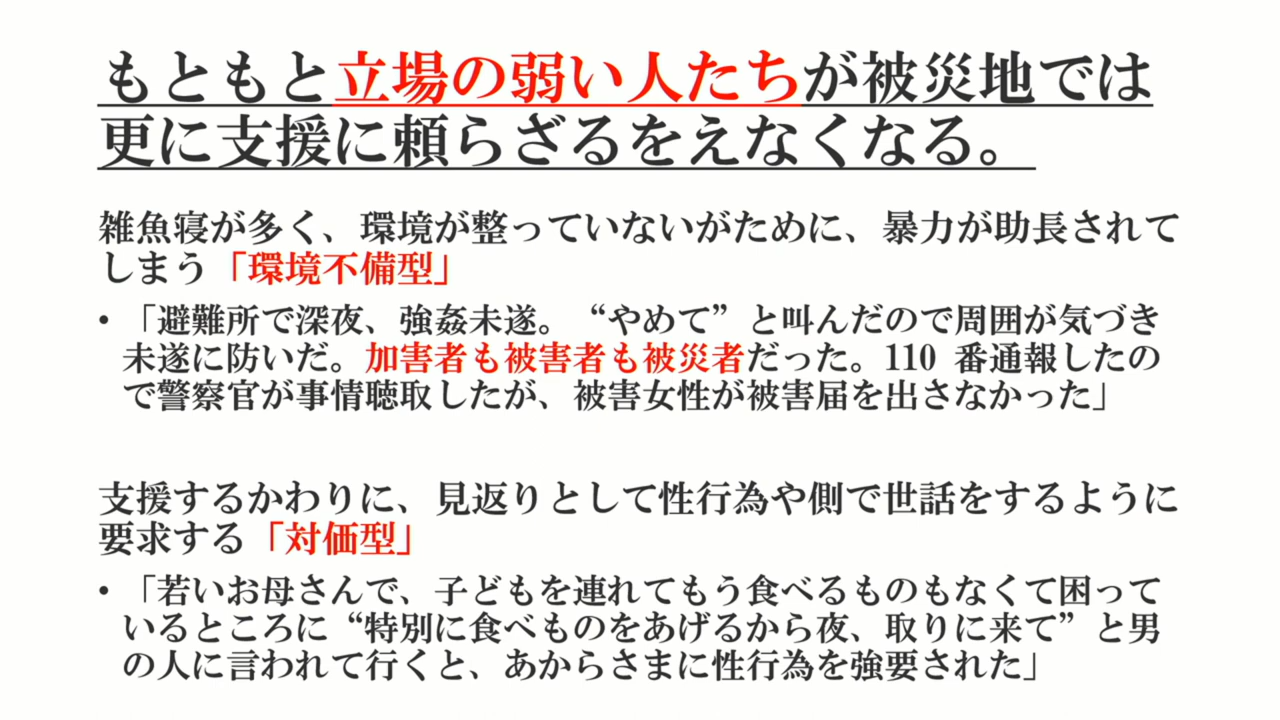 もともと立場の弱い人たちが被災地では
更に支援に頼らざるをえなくなる。
雑魚寝が多く、環境が整っていないがために、暴力が助長されて
しまう「環境不備型」
• 「避難所で深夜、強姦未遂。“やめて”と叫んだので周囲が気づき
未遂に防いだ。加害者も被害者も被災者だった。110 番通報したの
で警察官が事情聴取したが、被害女性が被害届を出さなかった」
支援するかわりに、見返りとして性行為や側で世話をするように
要求する「対価型」
• 「若いお母さんで、子どもを連れてもう食べるものもなくて困って
いるところに“特別に食べものをあげるから夜、取りに来て”と男
の人に言われて行くと、あからさまに性行為を強要された」